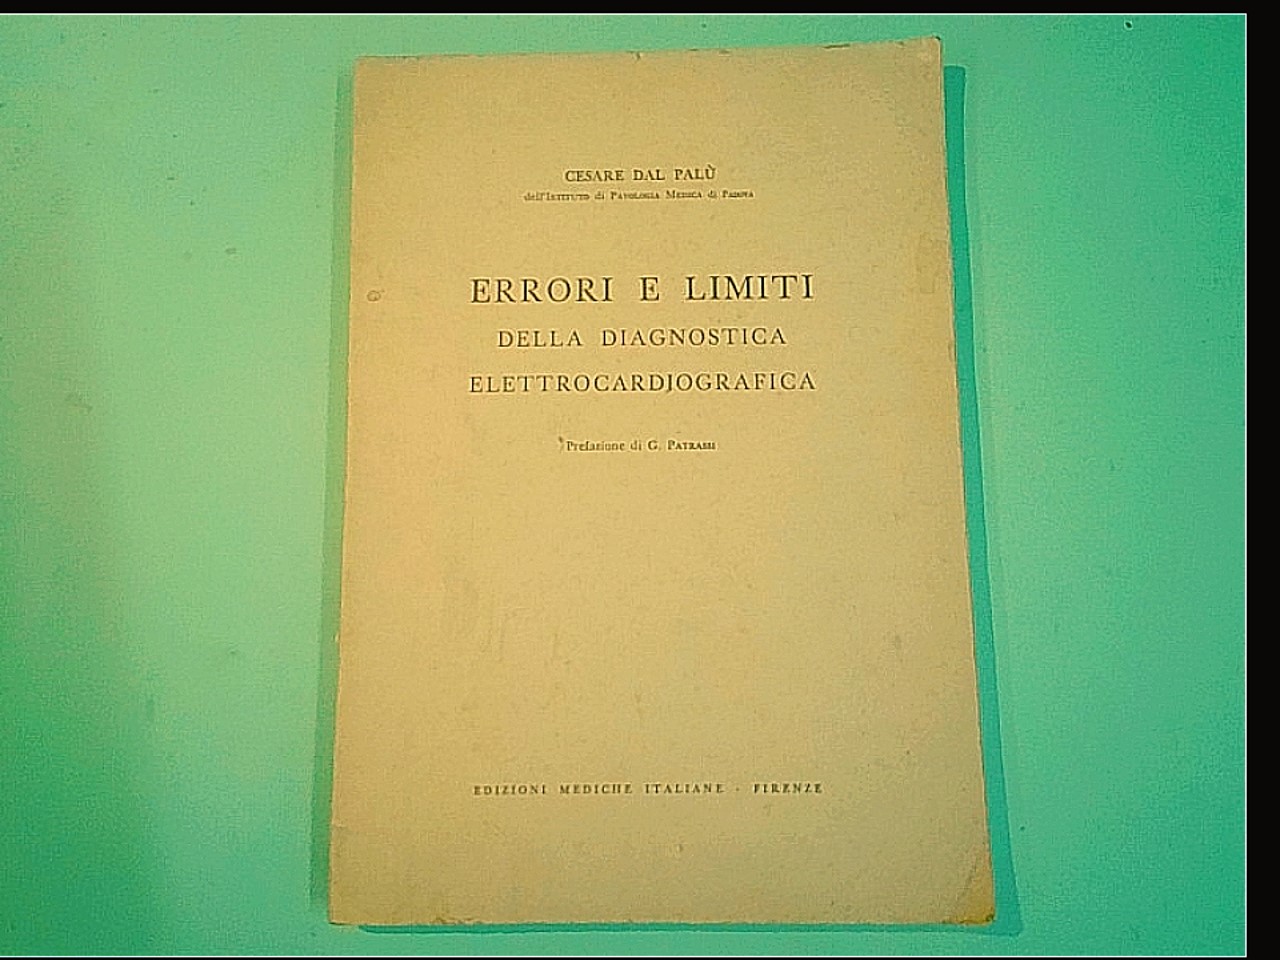 CESARE DAL PALÙ
dell'Istituto di Patologia Medica di Padova
ERRORI E LIMITI
DELLA DIAGNOSTICA
ELETTROCARDIOGRAFICA
Prefazione di G. Patrassi
EDIZIONI MEDICHE ITALIANE - FIRENZE